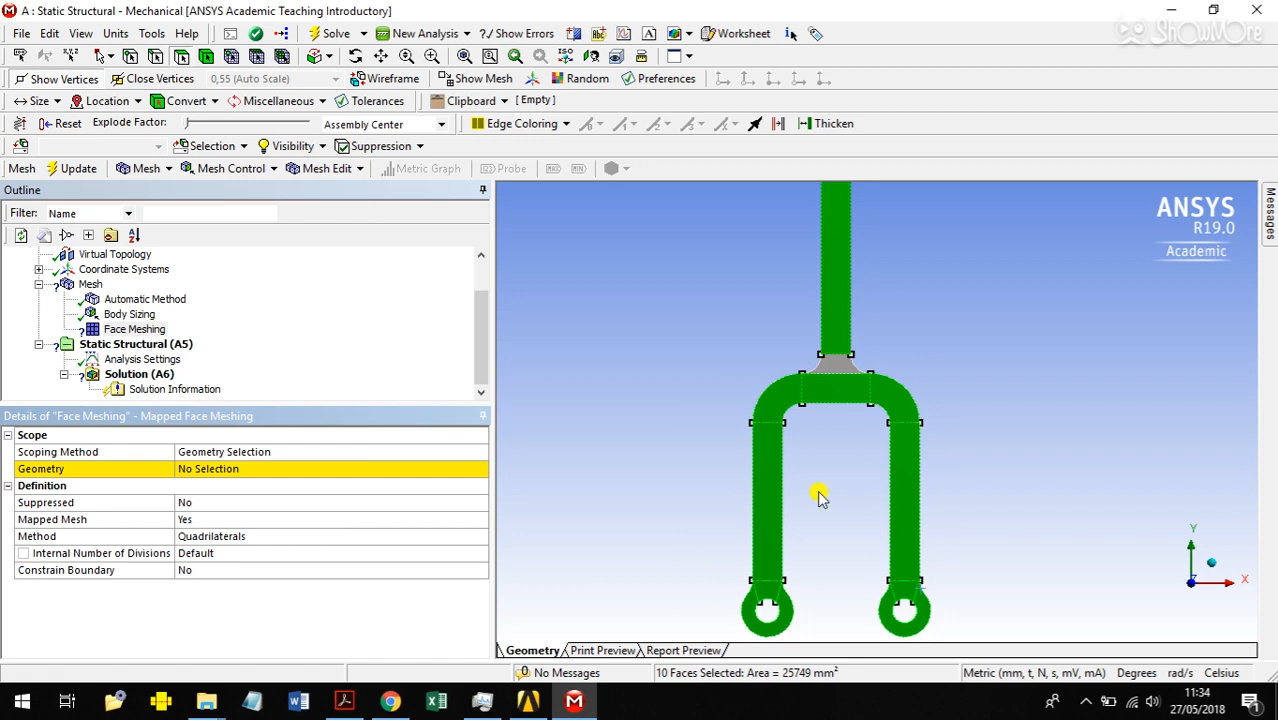 A : Static Structural - Mechanical [ANSYS Academic Teaching Introductory]
ShowMore
File Edit View Units Tools Help Solve New Analysis ? Show Errors A Worksheet
Show Vertices Close Vertices 0,55 (Auto Scale) Wireframe Show Mesh Random Preferences
Size Location Convert Miscellaneous Tolerances Clipboard [ Empty ]
Reset Explode Factor: Assembly Center Edge Coloring Thicken
Selection Visibility Suppression
Mesh Update Mesh Mesh Control Mesh Edit Metric Graph Probe
Outline
Filter: Name
Virtual Topology
Coordinate Systems
Mesh
Automatic Method
Body Sizing
Face Meshing
Static Structural (A5)
Analysis Settings
Solution (A6)
Solution Information
Details of "Face Meshing" - Mapped Face Meshing
Scope
Scoping Method Geometry Selection
Geometry No Selection
Definition
Suppressed No
Mapped Mesh Yes
Method Quadrilaterals
Internal Number of Divisions Default
Constrain Boundary No
ANSYS
R19.0
Academic
Messages
Y
X
Z
Geometry Print Preview Report Preview
No Messages 10 Faces Selected: Area = 25749 mm² Metric (mm, t, N, s, mV, mA) Degrees rad/s Celsius
11:34
27/05/2018